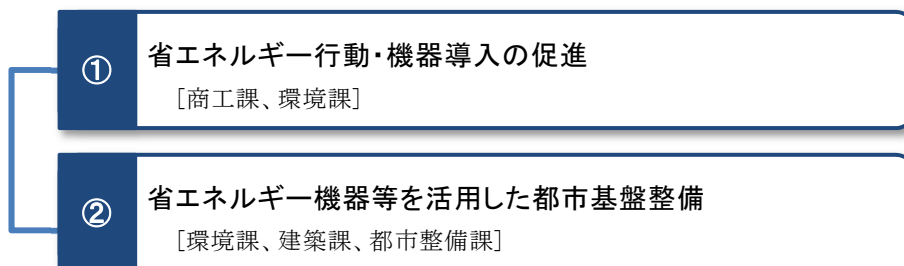 ① 省エネルギー行動・機器導入の促進
[商工課、環境課]
② 省エネルギー機器等を活用した都市基盤整備
[環境課、建築課、都市整備課]